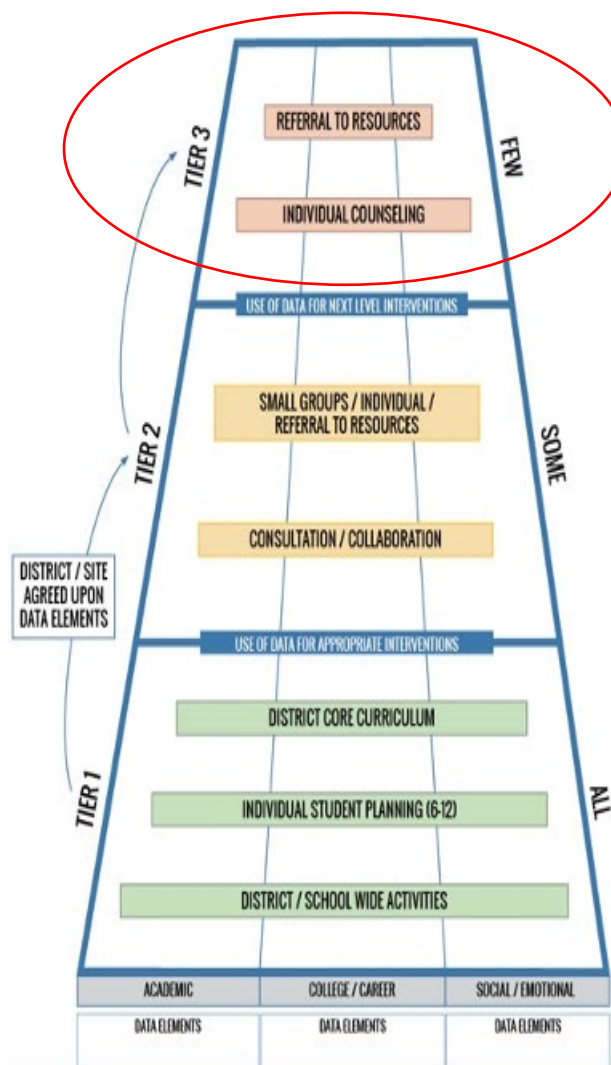 REFERRAL TO RESOURCES
TIER 3
FEW
INDIVIDUAL COUNSELING
USE OF DATA FOR NEXT LEVEL INTERVENTIONS
SMALL GROUPS / INDIVIDUAL /
REFERRAL TO RESOURCES
TIER 2
SOME
CONSULTATION / COLLABORATION
DISTRICT / SITE
AGREED UPON
DATA ELEMENTS
USE OF DATA FOR APPROPRIATE INTERVENTIONS
DISTRICT CORE CURRICULUM
TIER 1
ALL
INDIVIDUAL STUDENT PLANNING (6-12)
DISTRICT / SCHOOL WIDE ACTIVITIES
ACADEMIC
COLLEGE / CAREER
SOCIAL / EMOTIONAL
DATA ELEMENTS
DATA ELEMENTS
DATA ELEMENTS